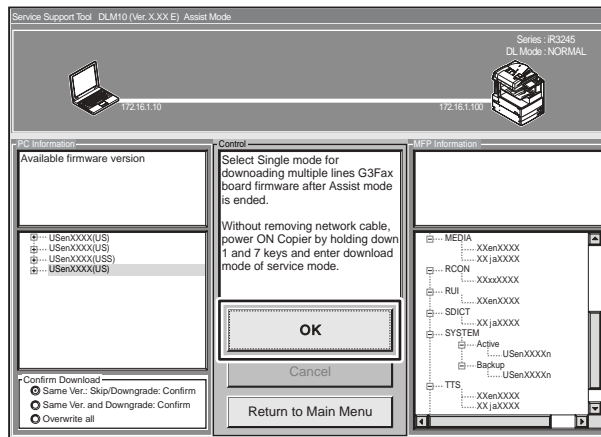 Service Support Tool DLM10 (Ver. X.XX E) Assist Mode
Series : iR3245
DL Mode : NORMAL
172.16.1.10
172.16.1.100
PC Information
Available firmware version
USenXXXX(US)
USenXXXX(US)
USenXXXX(USS)
USenXXXX(US)
Confirm Download
Same Ver.: Skip/Downgrade: Confirm
Same Ver. and Downgrade: Confirm
Overwrite all
Control
Select Single mode for
downoading multiple lines G3Fax
board firmware after Assist mode
is ended.
Without removing network cable,
power ON Copier by holding down
1 and 7 keys and enter download
mode of service mode.
OK
Cancel
Return to Main Menu
MFP Information
MEDIA
XXenXXXX
XX jaXXXX
RCON
XXxxXXXX
RUI
XXenXXXX
SDICT
XX jaXXXX
SYSTEM
Active
USenXXXXn
Backup
USenXXXXn
TTS
XXenXXXX
XX jaXXXX